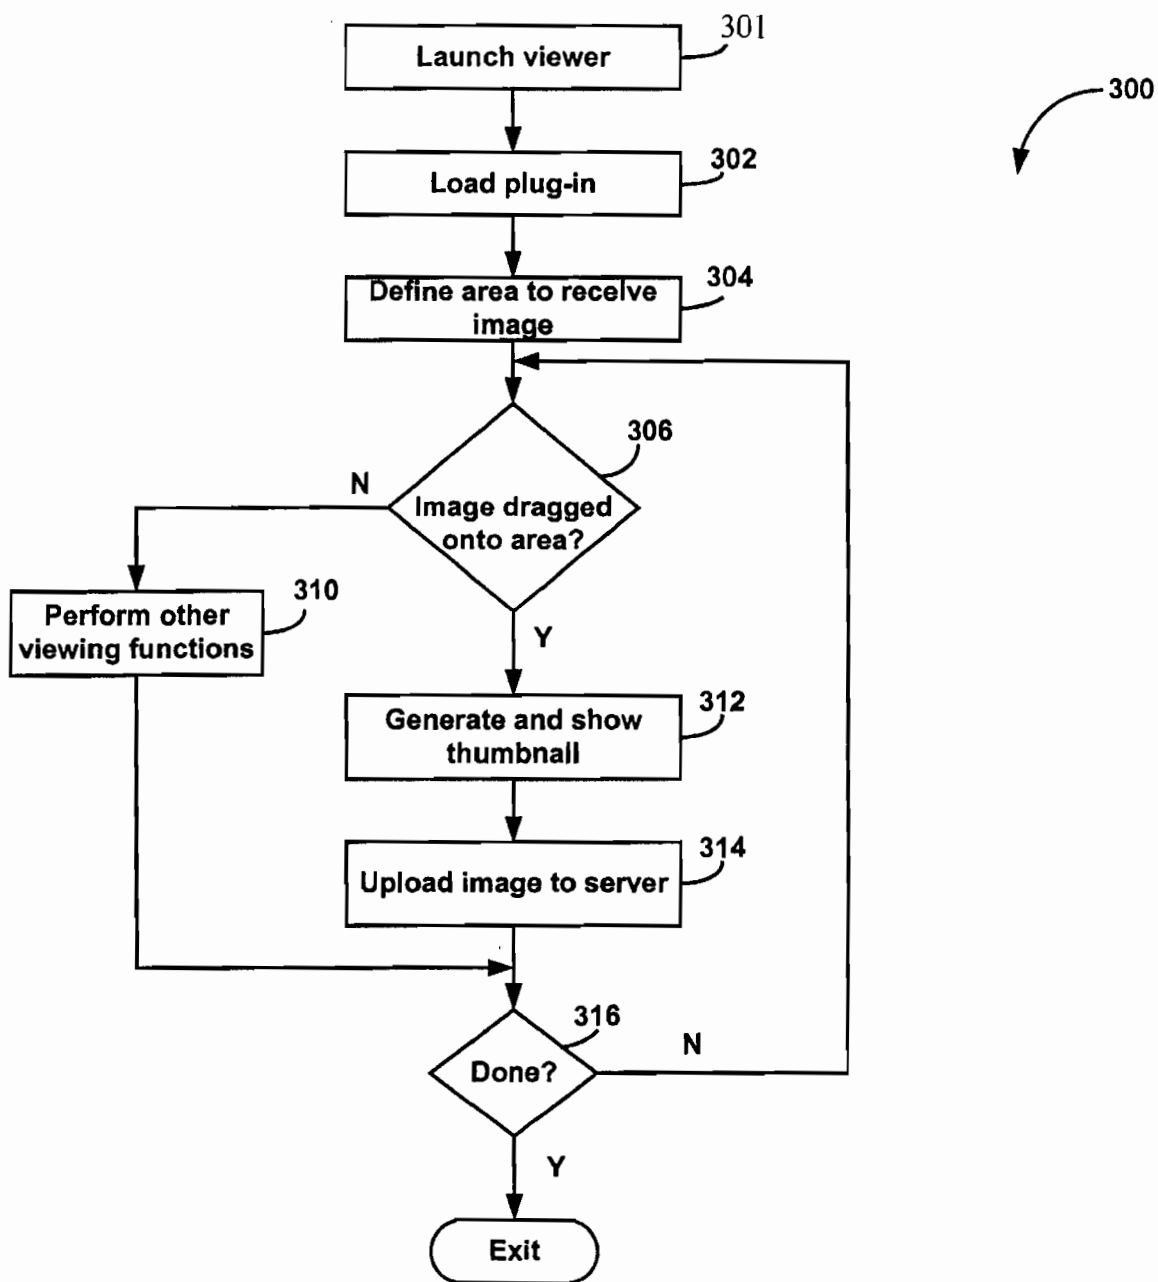 Launch viewer
301
300
Load plug-in
302
Define area to receive
image
304
306
N
Image dragged
onto area?
Perform other
viewing functions
310
Y
Generate and show
thumbnall
312
Upload image to server
314
316
N
Done?
Y
Exit